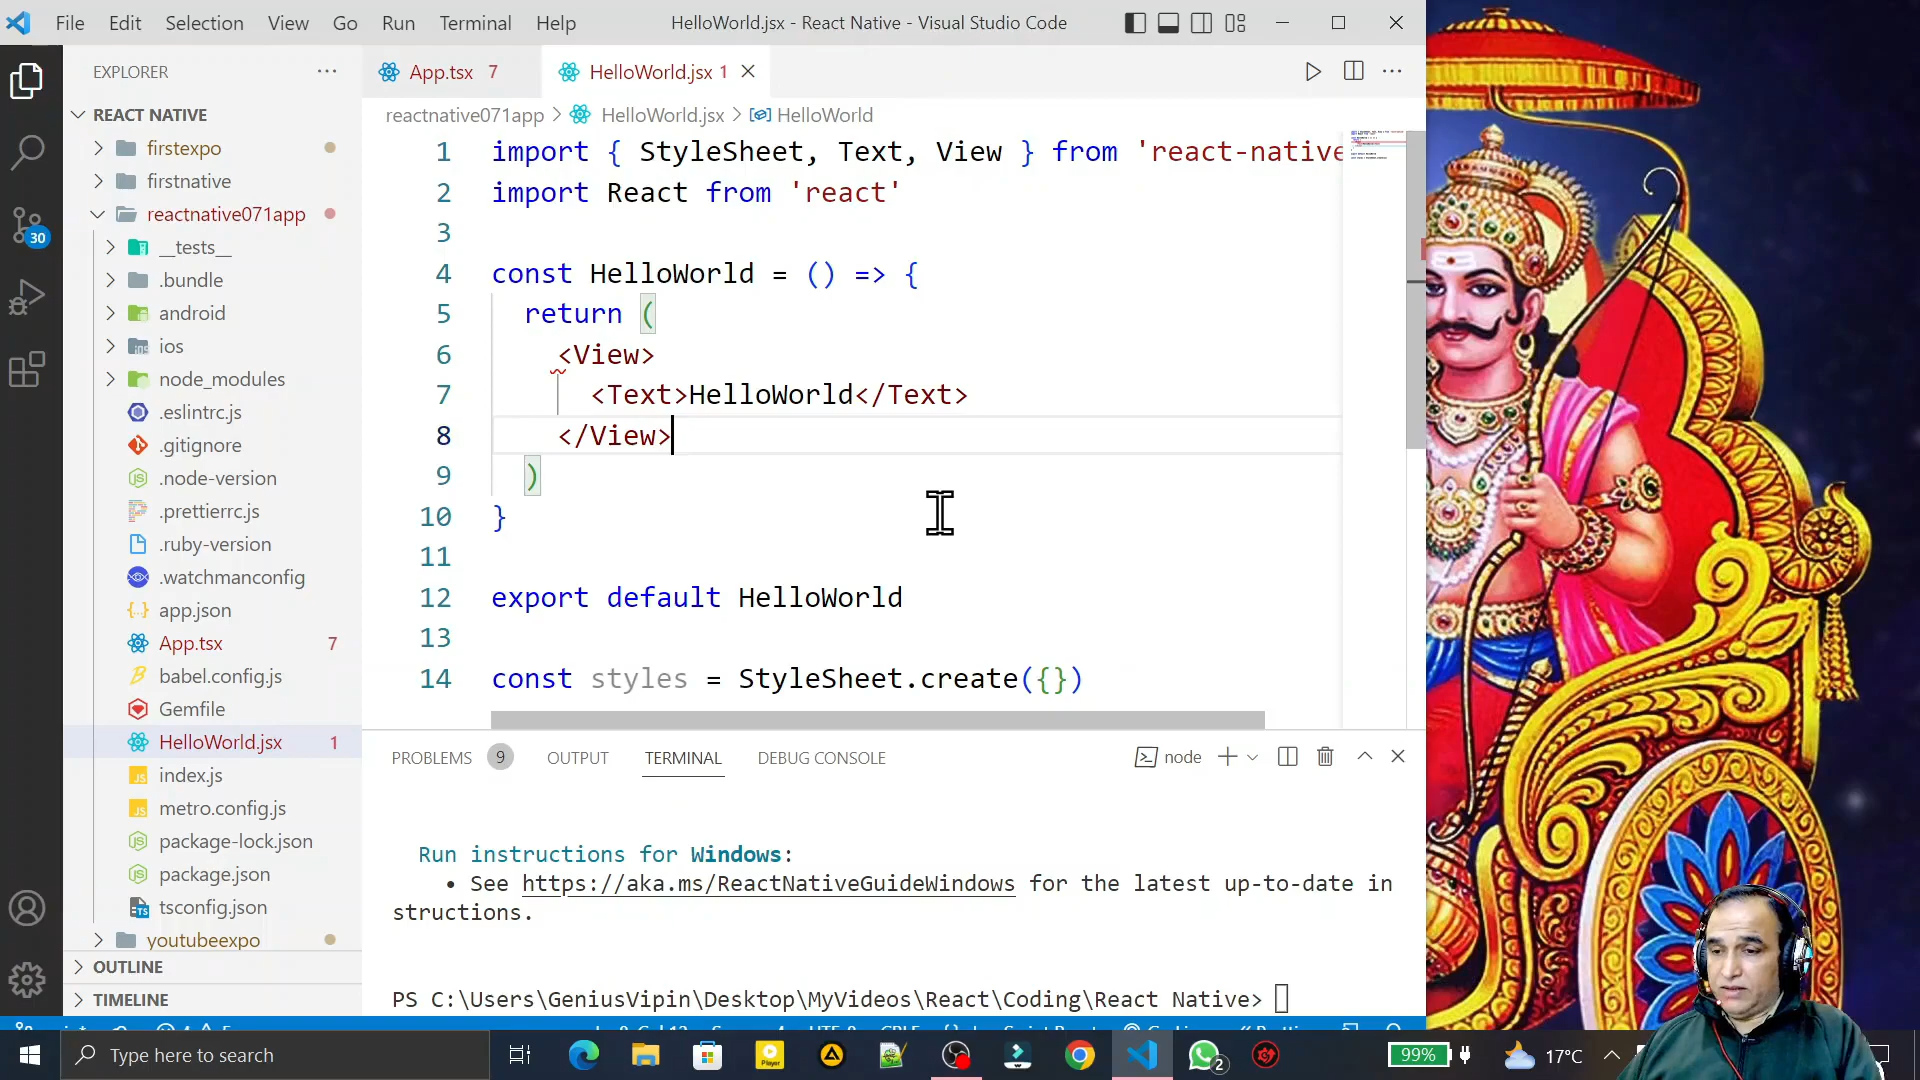 File Edit Selection View Go Run Terminal Help
HelloWorld.jsx - React Native - Visual Studio Code
EXPLORER
REACT NATIVE
firstexpo
firstnative
reactnative071app
__tests__
.bundle
android
ios
node_modules
.eslintrc.js
.gitignore
.node-version
.prettierrc.js
.ruby-version
.watchmanconfig
app.json
App.tsx 7
babel.config.js
Gemfile
HelloWorld.jsx 1
index.js
metro.config.js
package-lock.json
package.json
tsconfig.json
youtubeexpo
OUTLINE
TIMELINE
30
App.tsx 7
HelloWorld.jsx 1
reactnative071app > HelloWorld.jsx > HelloWorld
1 import { StyleSheet, Text, View } from 'react-native
2 import React from 'react'
3
4 const HelloWorld = () => {
5 return (
6 <View>
7 <Text>HelloWorld</Text>
8 </View>
9 )
10 }
11
12 export default HelloWorld
13
14 const styles = StyleSheet.create({})
PROBLEMS 9 OUTPUT TERMINAL DEBUG CONSOLE
node
Run instructions for Windows:
• See https://aka.ms/ReactNativeGuideWindows for the latest up-to-date in
structions.
PS C:\Users\GeniusVipin\Desktop\MyVideos\React\Coding\React Native>
Type here to search
Player
2
99%
17°C